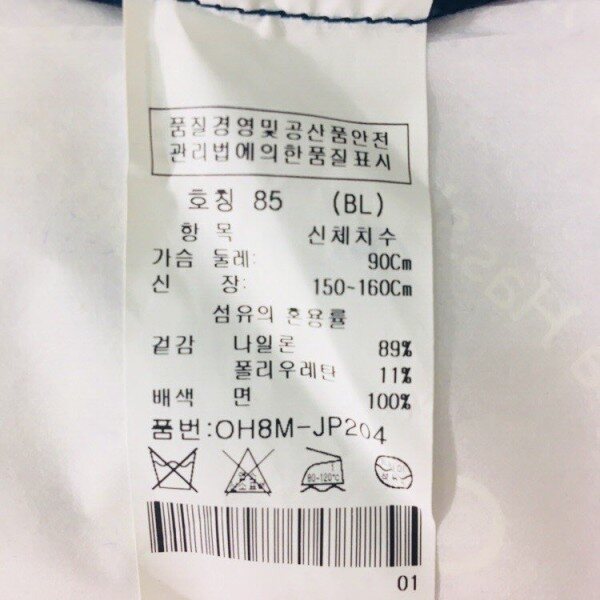 품질경영및공산품안전
관리법에의한품질표시
호칭 85 (BL)
항 목 신체치수
가슴 둘레: 90Cm
신 장: 150~160Cm
섬유의 혼용률
겉감 나일론 89%
폴리우레탄 11%
배색 면 100%
품번:OH8M-JP204
80-120℃
01